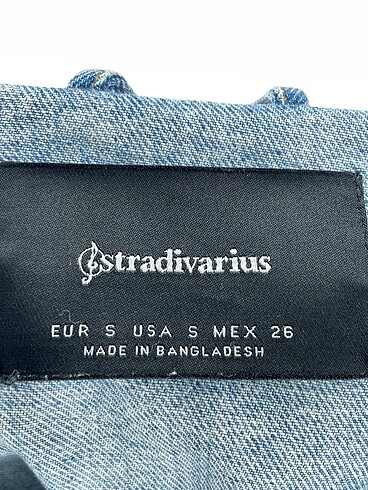 stradivarius
EUR S USA S MEX 26
MADE IN BANGLADESH